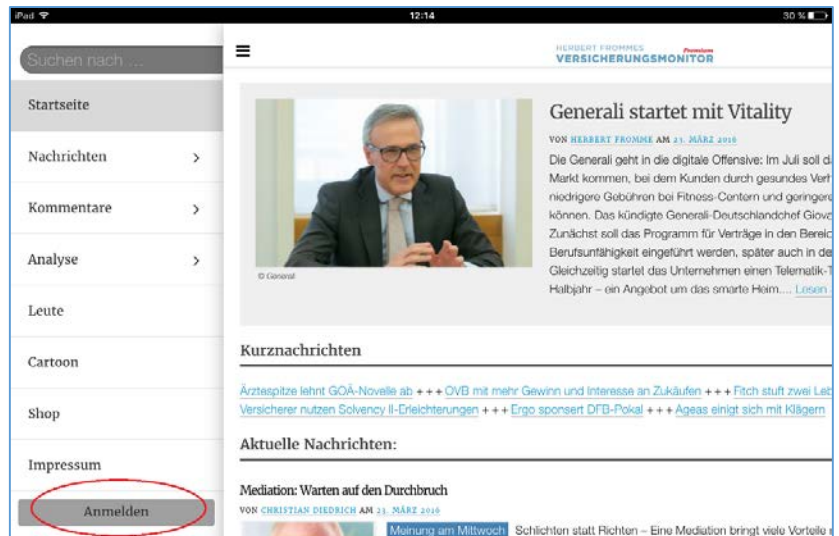 iPad 12:14 30 %
Suchen nach …
HERBERT FROMMES Premium
VERSICHERUNGSMONITOR
Startseite
Nachrichten
Kommentare
Analyse
Leute
Cartoon
Shop
Impressum
Anmelden
Generali startet mit Vitality
VON HERBERT FROMME AM 23. MÄRZ 2016
Die Generali geht in die digitale Offensive: Im Juli soll
Markt kommen, bei dem Kunden durch gesundes
niedrigere Gebühren bei Fitness-Centern und
können. Das kündigte Generali-Deutschlandchef
Zunächst soll das Programm für Verträge in den
Berufsunfähigkeit eingeführt werden, später auch in
Gleichzeitig startet das Unternehmen einen
Halbjahr – ein Angebot um das smarte Heim.... Lesen
© Generali
Kurznachrichten
Ärztespitze lehnt GOÄ-Novelle ab + + + OVB mit mehr Gewinn und Interesse an Zukäufen + + + Fitch stuft zwei
Versicherer nutzen Solvency II-Erleichterungen + + + Ergo sponsert DFB-Pokal + + + Ageas einigt sich mit Klägern
Aktuelle Nachrichten:
Mediation: Warten auf den Durchbruch
VON CHRISTIAN DIEDRICH AM 23. MÄRZ 2016
Meinung am Mittwoch Schlichten statt Richten – Eine Mediation bringt viele Vorteile